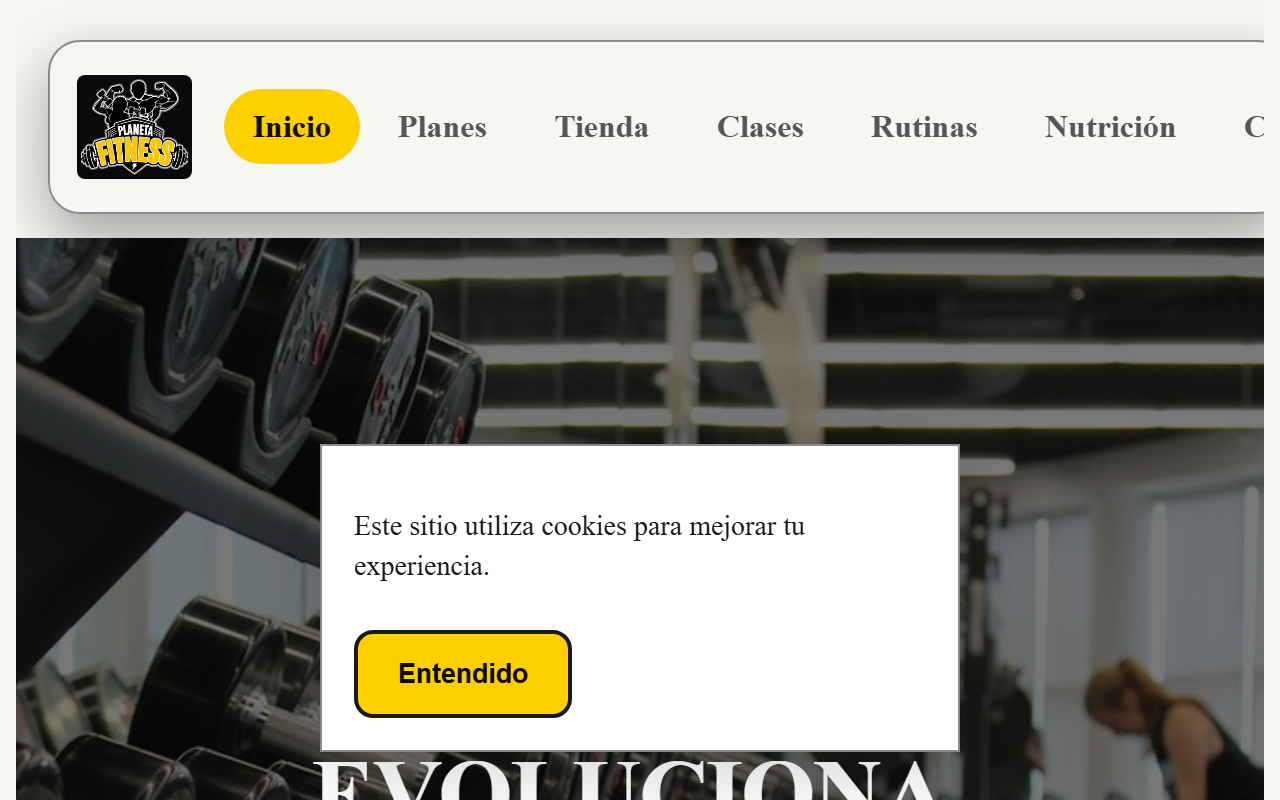 PLANETA
FITNESS
Inicio
Planes
Tienda
Clases
Rutinas
Nutrición
C
Este sitio utiliza cookies para mejorar tu
experiencia.
Entendido
EVOLUCIONA